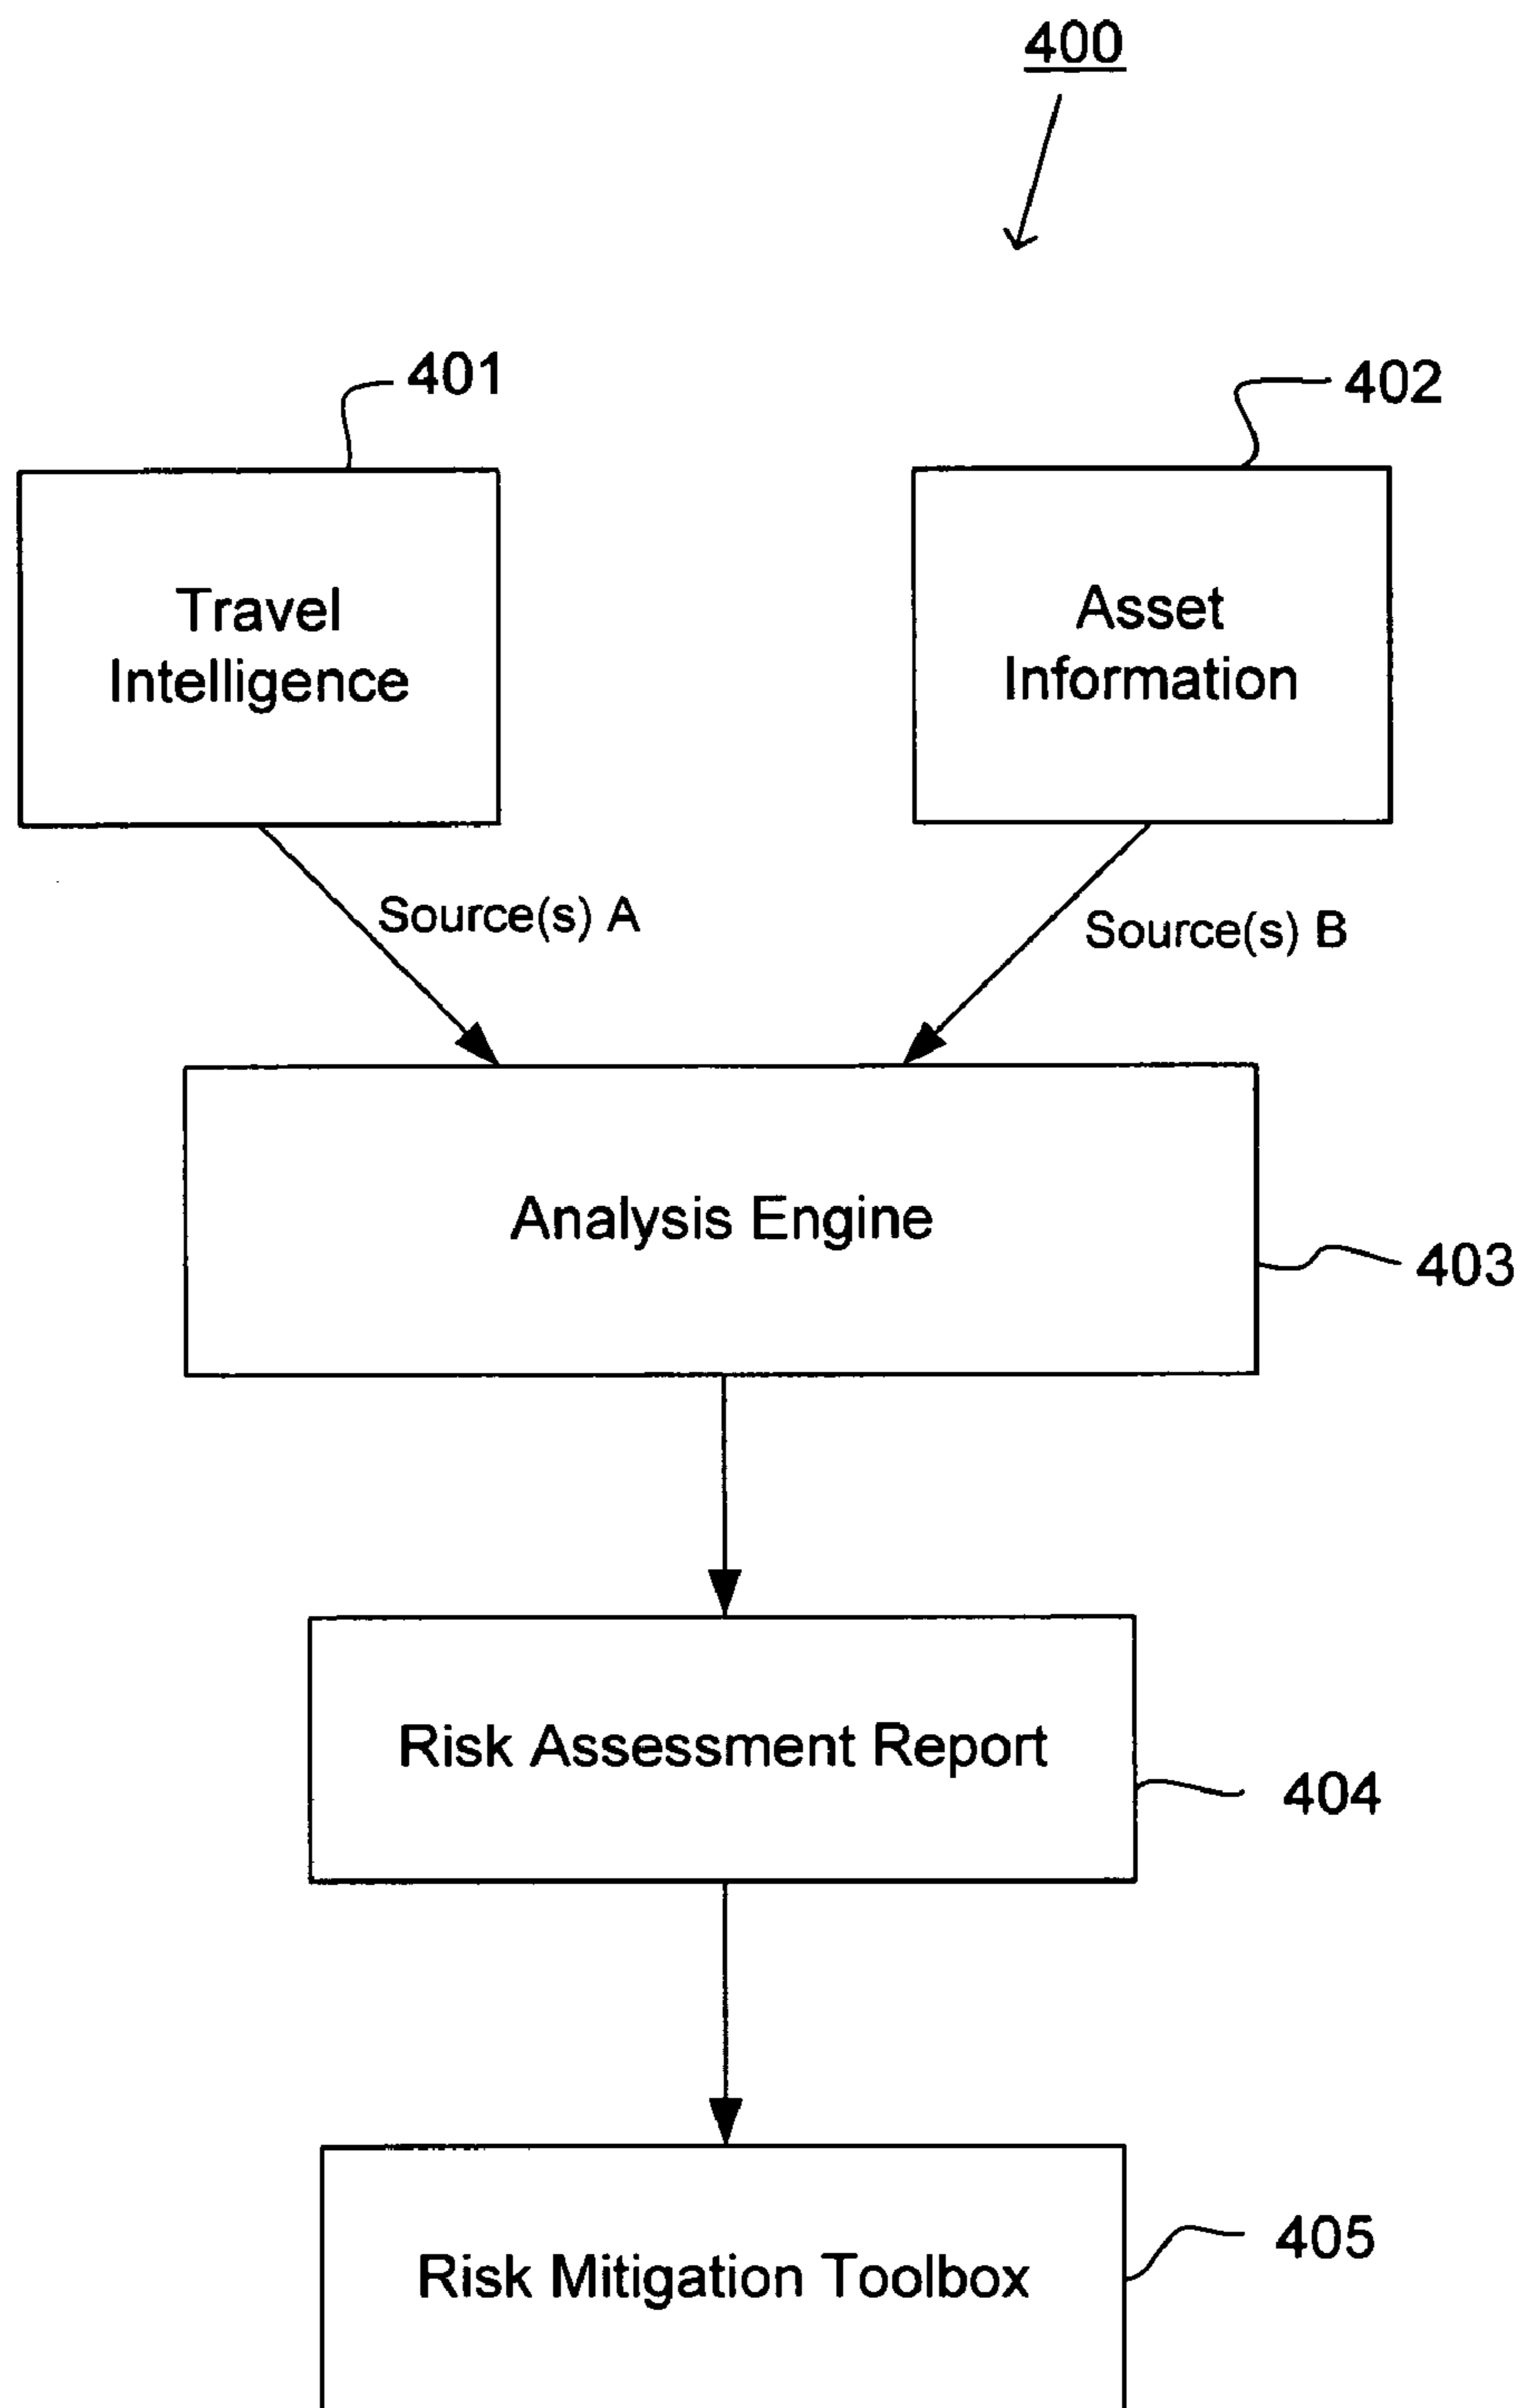 400
401
402
Travel
Intelligence
Asset
Information
Source(s) A
Source(s) B
Analysis Engine
403
Risk Assessment Report
404
405
Risk Mitigation Toolbox